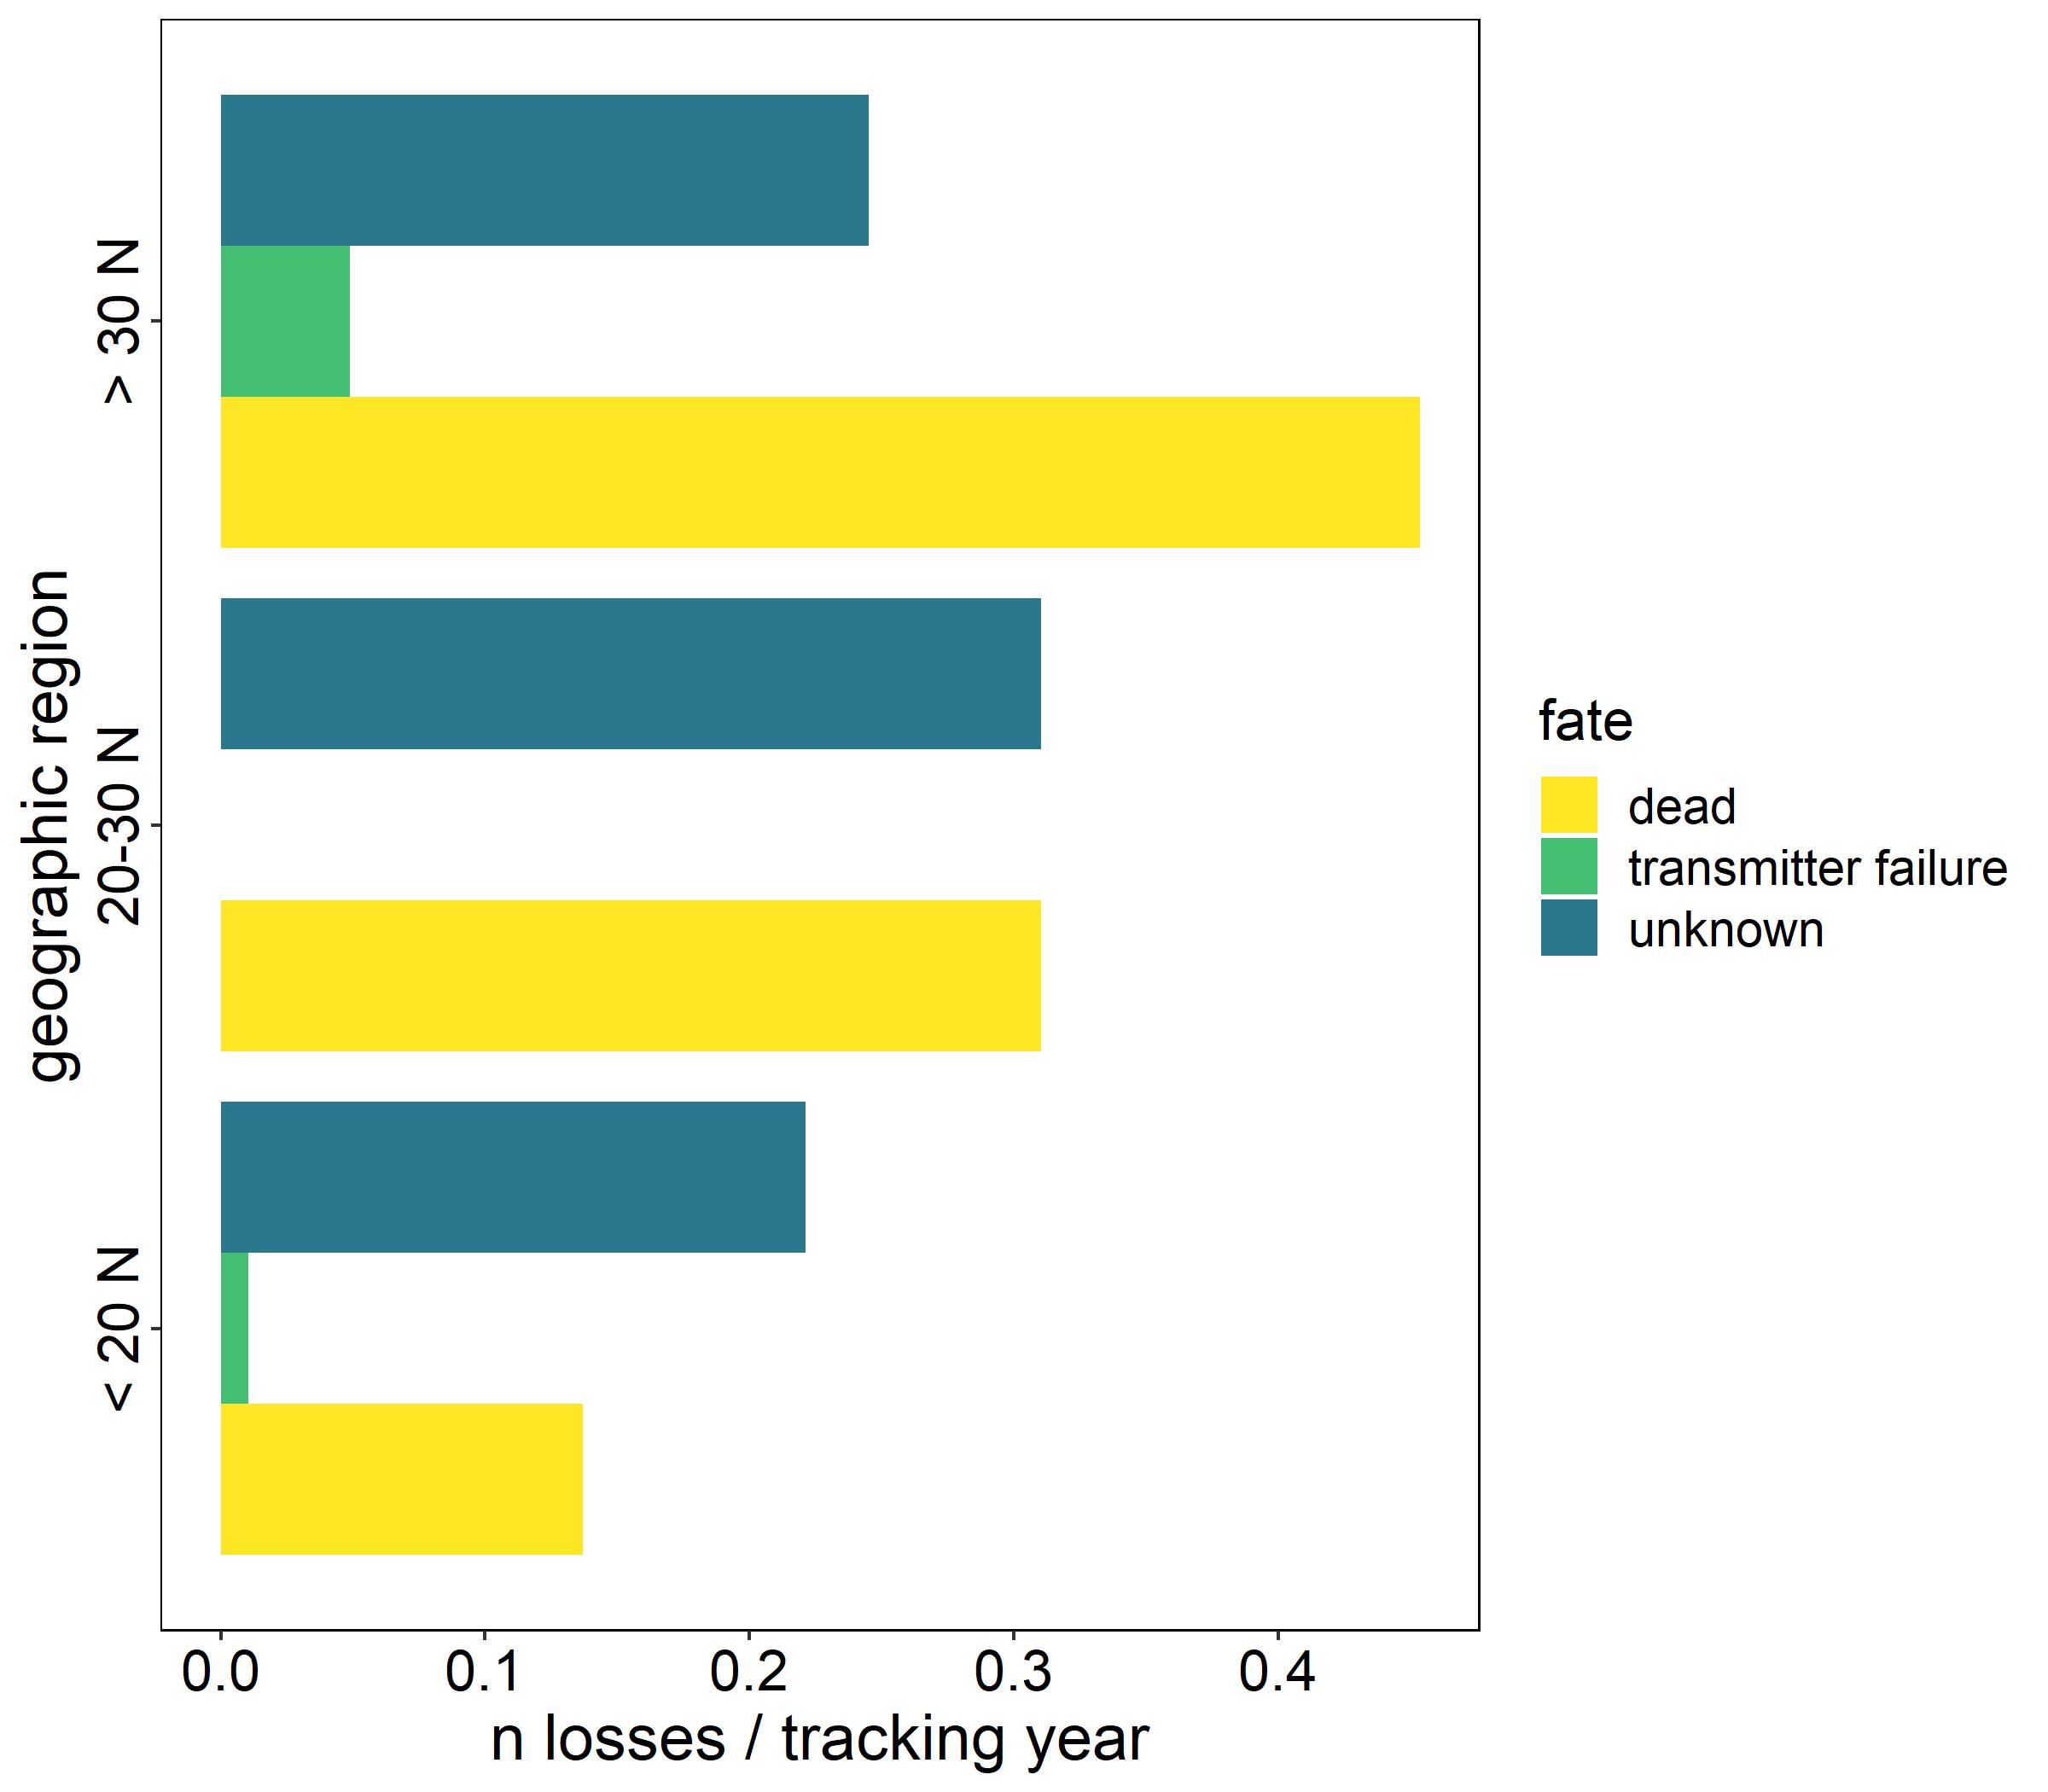 geographic region
> 30 N
20-30 N
< 20 N
0.0
0.1
0.2
0.3
0.4
n losses / tracking year
fate
dead
transmitter failure
unknown